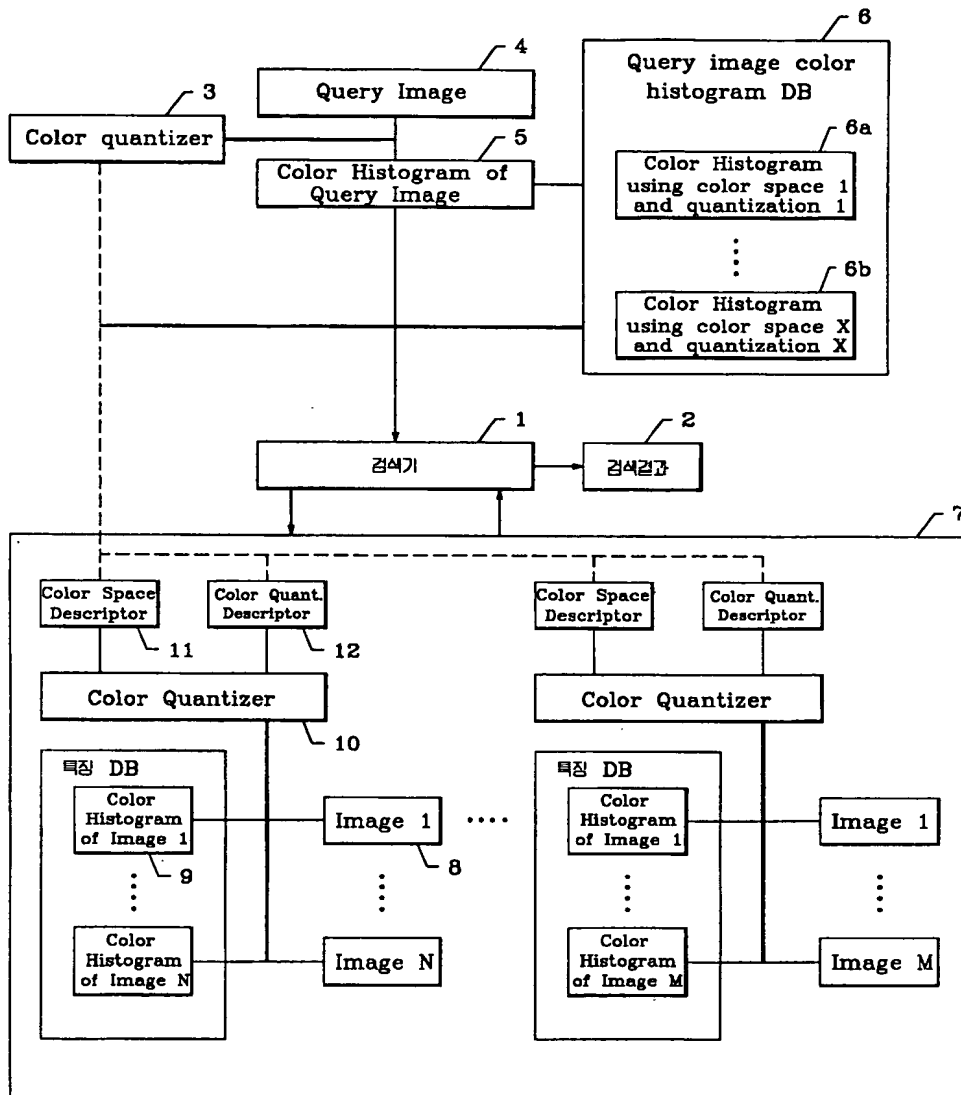 6
4
Query Image
Query image color
histogram DB
3
Color quantizer
5
Color Histogram of
Query Image
6a
Color Histogram
using color space 1
and quantization 1
6b
Color Histogram
using color space X
and quantization X
1
검색기
2
검색결과
7
Color Space
Descriptor
11
Color Quant.
Descriptor
12
Color Space
Descriptor
Color Quant.
Descriptor
Color Quantizer
10
Color Quantizer
특징 DB
Color
Histogram
of Image 1
9
Image 1
8
Color
Histogram
of Image N
Image N
특징 DB
Color
Histogram
of Image 1
Image 1
Color
Histogram
of Image M
Image M